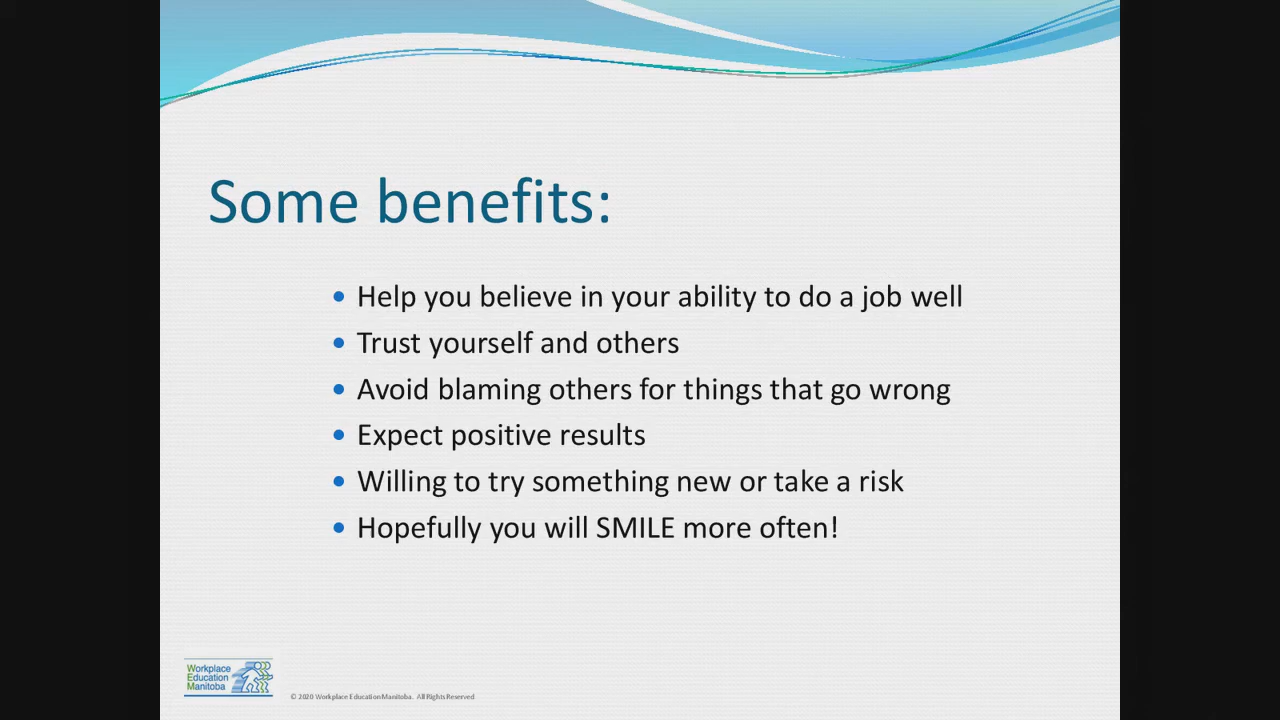 Some benefits:
Help you believe in your ability to do a job well
Trust yourself and others
Avoid blaming others for things that go wrong
Expect positive results
Willing to try something new or take a risk
Hopefully you will SMILE more often!
Workplace
Education
Manitoba
© 2020 Workplace Education Manitoba. All Rights Reserved